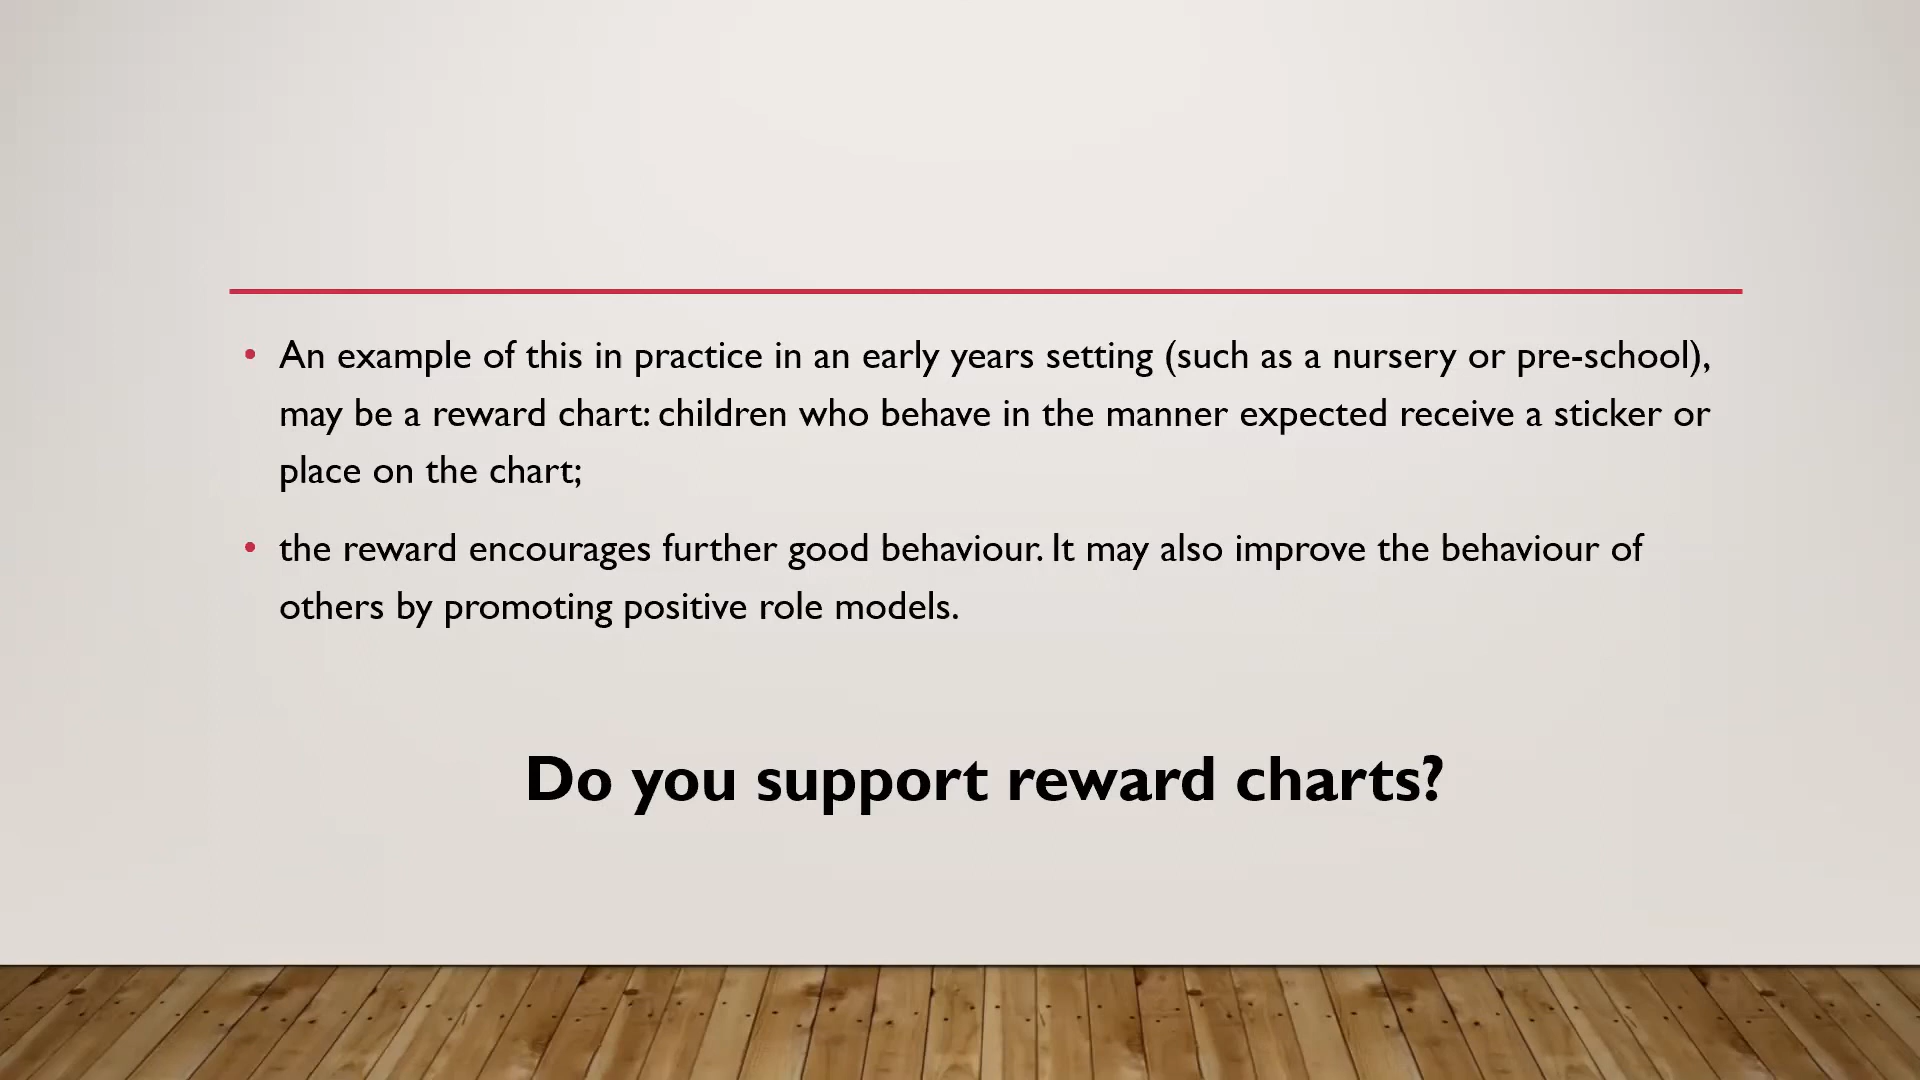 • An example of this in practice in an early years setting (such as a nursery or pre-school),
may be a reward chart: children who behave in the manner expected receive a sticker or
place on the chart;
• the reward encourages further good behaviour. It may also improve the behaviour of
others by promoting positive role models.
Do you support reward charts?